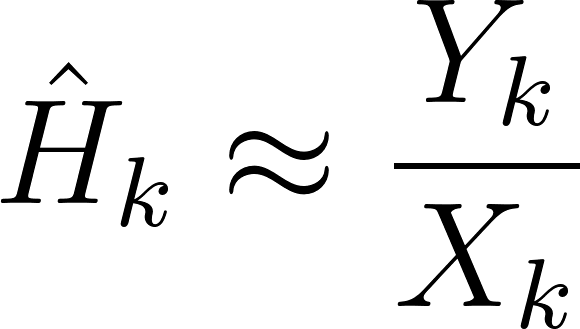 Ĥ_k ≈ Y_k / X_k